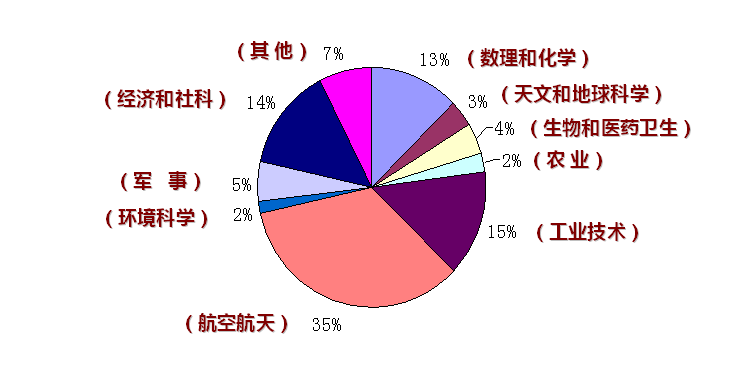 （其 他） 7%
13% （数理和化学）
（经济和社科） 14%
3% （天文和地球科学）
4% （生物和医药卫生）
2% （农 业）
（军 事） 5%
（环境科学） 2%
15% （工业技术）
（航空航天） 35%